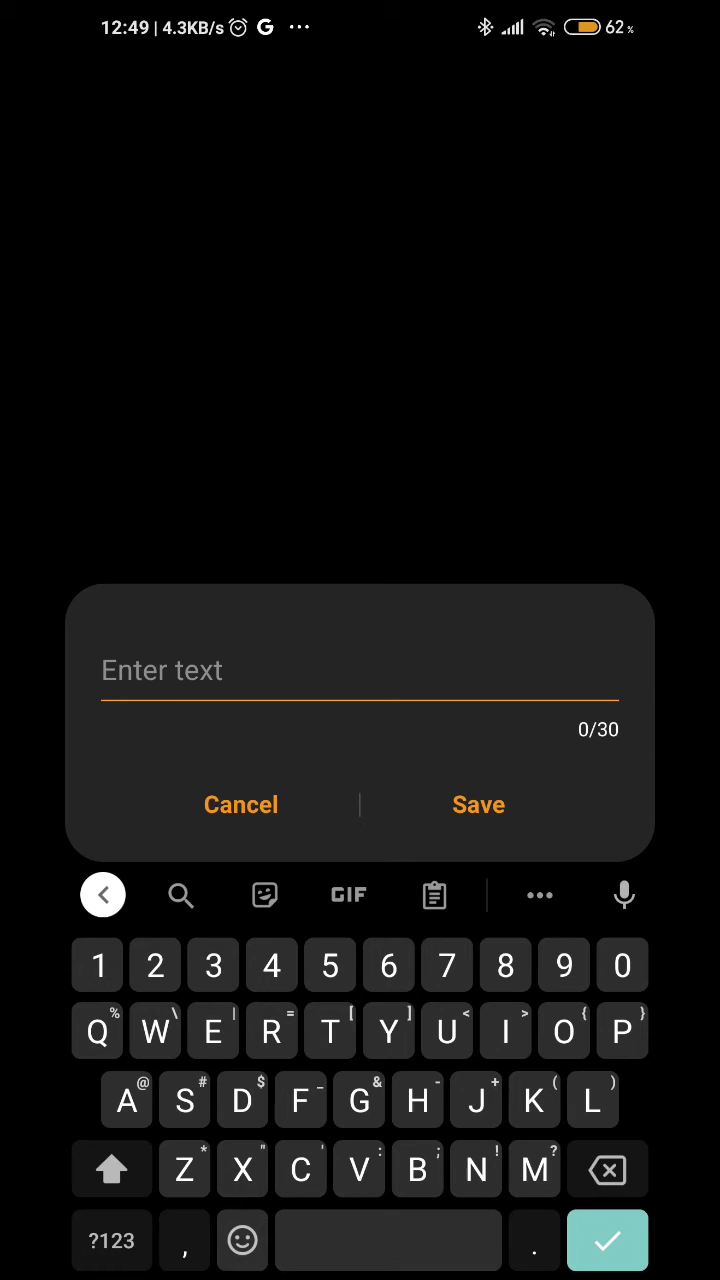 12:49 | 4.3KB/s G ... 62%
Enter text
0/30
Cancel | Save
GIF ...
1 2 3 4 5 6 7 8 9 0
% \ | = [ ] < > { }
Q W E R T Y U I O P
@ # $ _ & - + ( )
A S D F G H J K L
* " ' : ; ! ?
Z X C V B N M
?123 , .